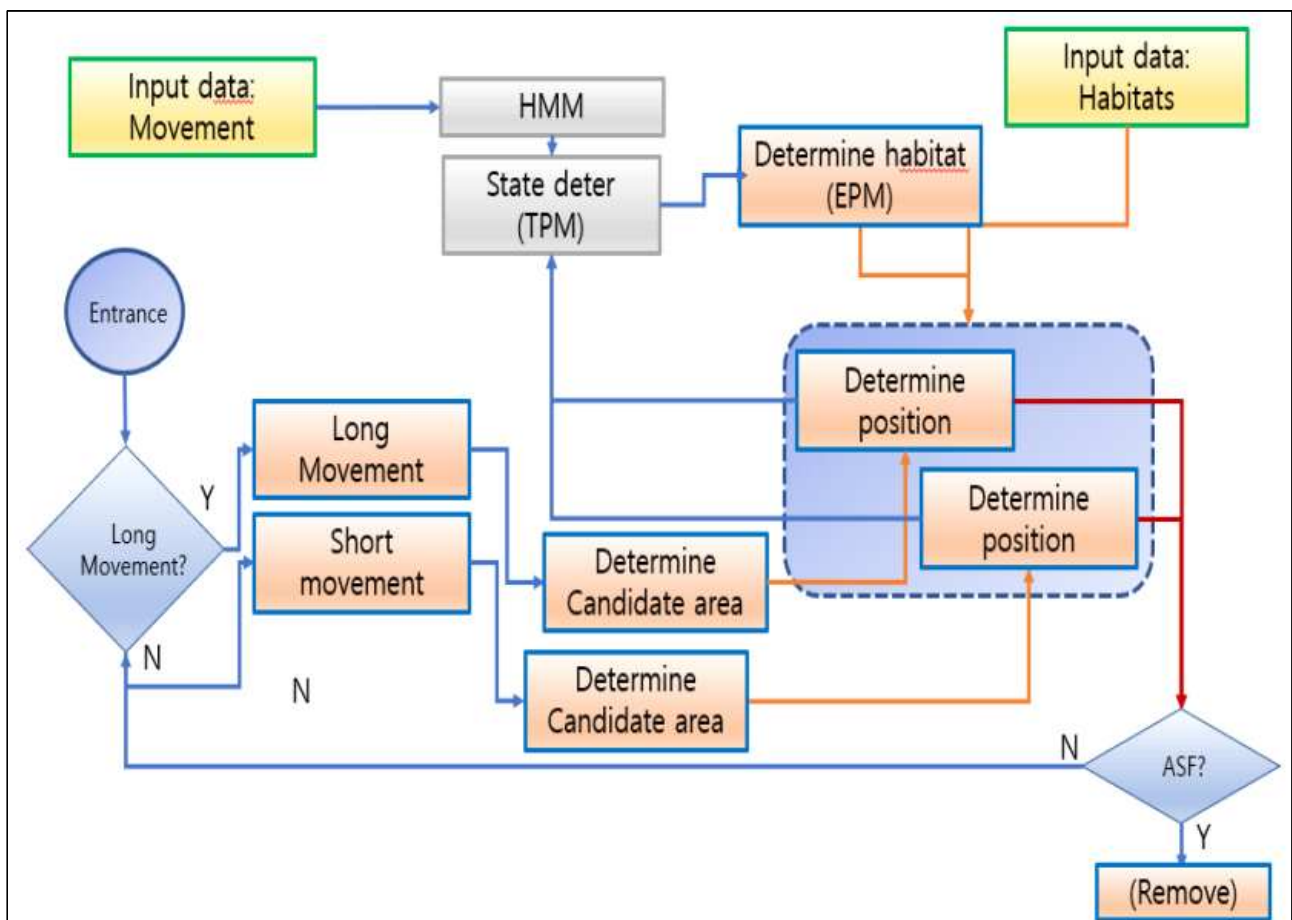 Input data:
Movement
HMM
Input data:
Habitats
State deter
(TPM)
Determine habitat
(EPM)
Entrance
Long
Movement?
Y
N
Long
Movement
Short
movement
N
Determine
Candidate area
Determine
Candidate area
Determine
position
Determine
position
N
ASF?
Y
(Remove)